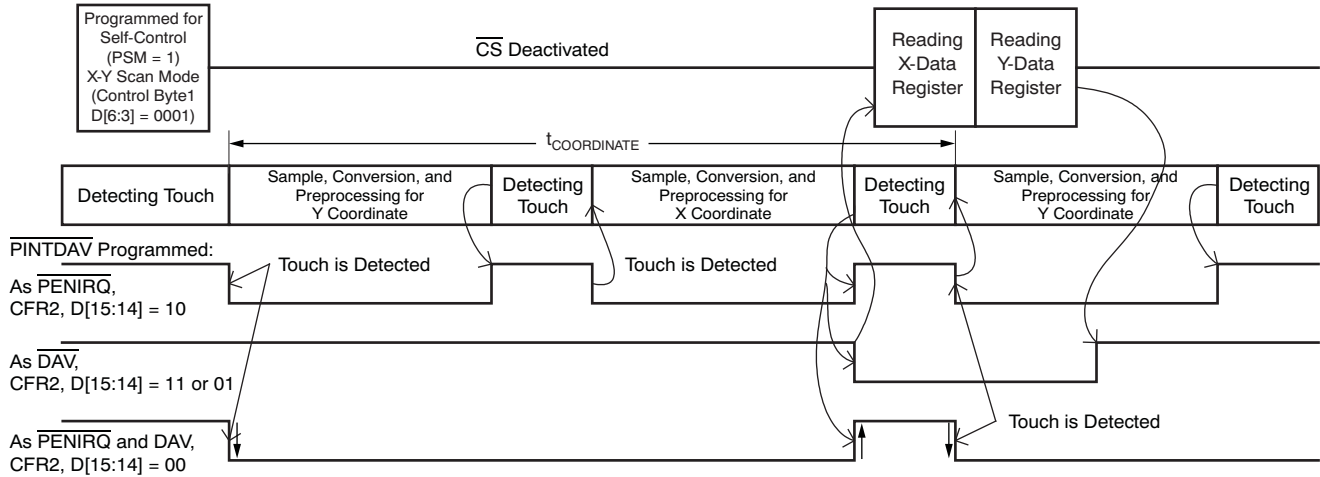 Programmed for
Self-Control
(PSM = 1)
X-Y Scan Mode
(Control Byte1
D[6:3] = 0001)
CS Deactivated
Reading
X-Data
Register
Reading
Y-Data
Register
tCOORDINATE
Detecting Touch
Sample, Conversion, and
Preprocessing for
Y Coordinate
Detecting
Touch
Sample, Conversion, and
Preprocessing for
X Coordinate
Detecting
Touch
Sample, Conversion, and
Preprocessing for
Y Coordinate
Detecting
Touch
PINTDAV Programmed:
Touch is Detected
Touch is Detected
As PENIRQ,
CFR2, D[15:14] = 10
As DAV,
CFR2, D[15:14] = 11 or 01
Touch is Detected
As PENIRQ and DAV,
CFR2, D[15:14] = 00